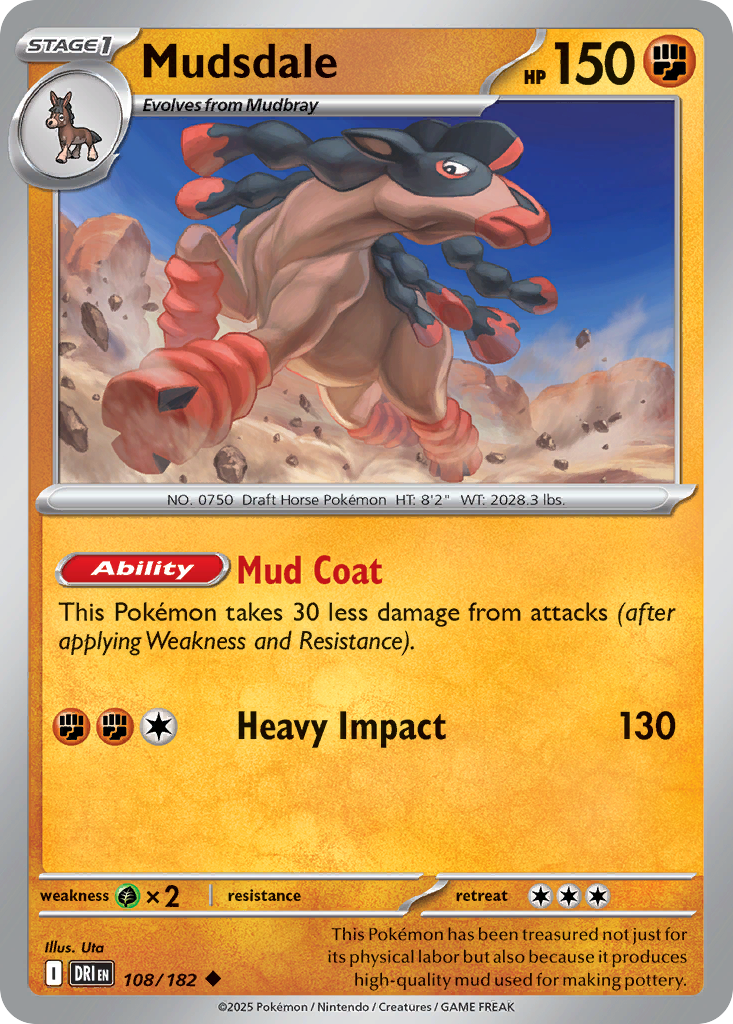 STAGE 1
Mudsdale
HP 150
Evolves from Mudbray
NO. 0750 Draft Horse Pokémon HT: 8'2" WT: 2028.3 lbs.
Ability Mud Coat
This Pokémon takes 30 less damage from attacks (after
applying Weakness and Resistance).
Heavy Impact 130
weakness ×2 resistance retreat
Illus. Uta
This Pokémon has been treasured not just for
its physical labor but also because it produces
high-quality mud used for making pottery.
I DRI EN 108/182
©2025 Pokémon / Nintendo / Creatures / GAME FREAK